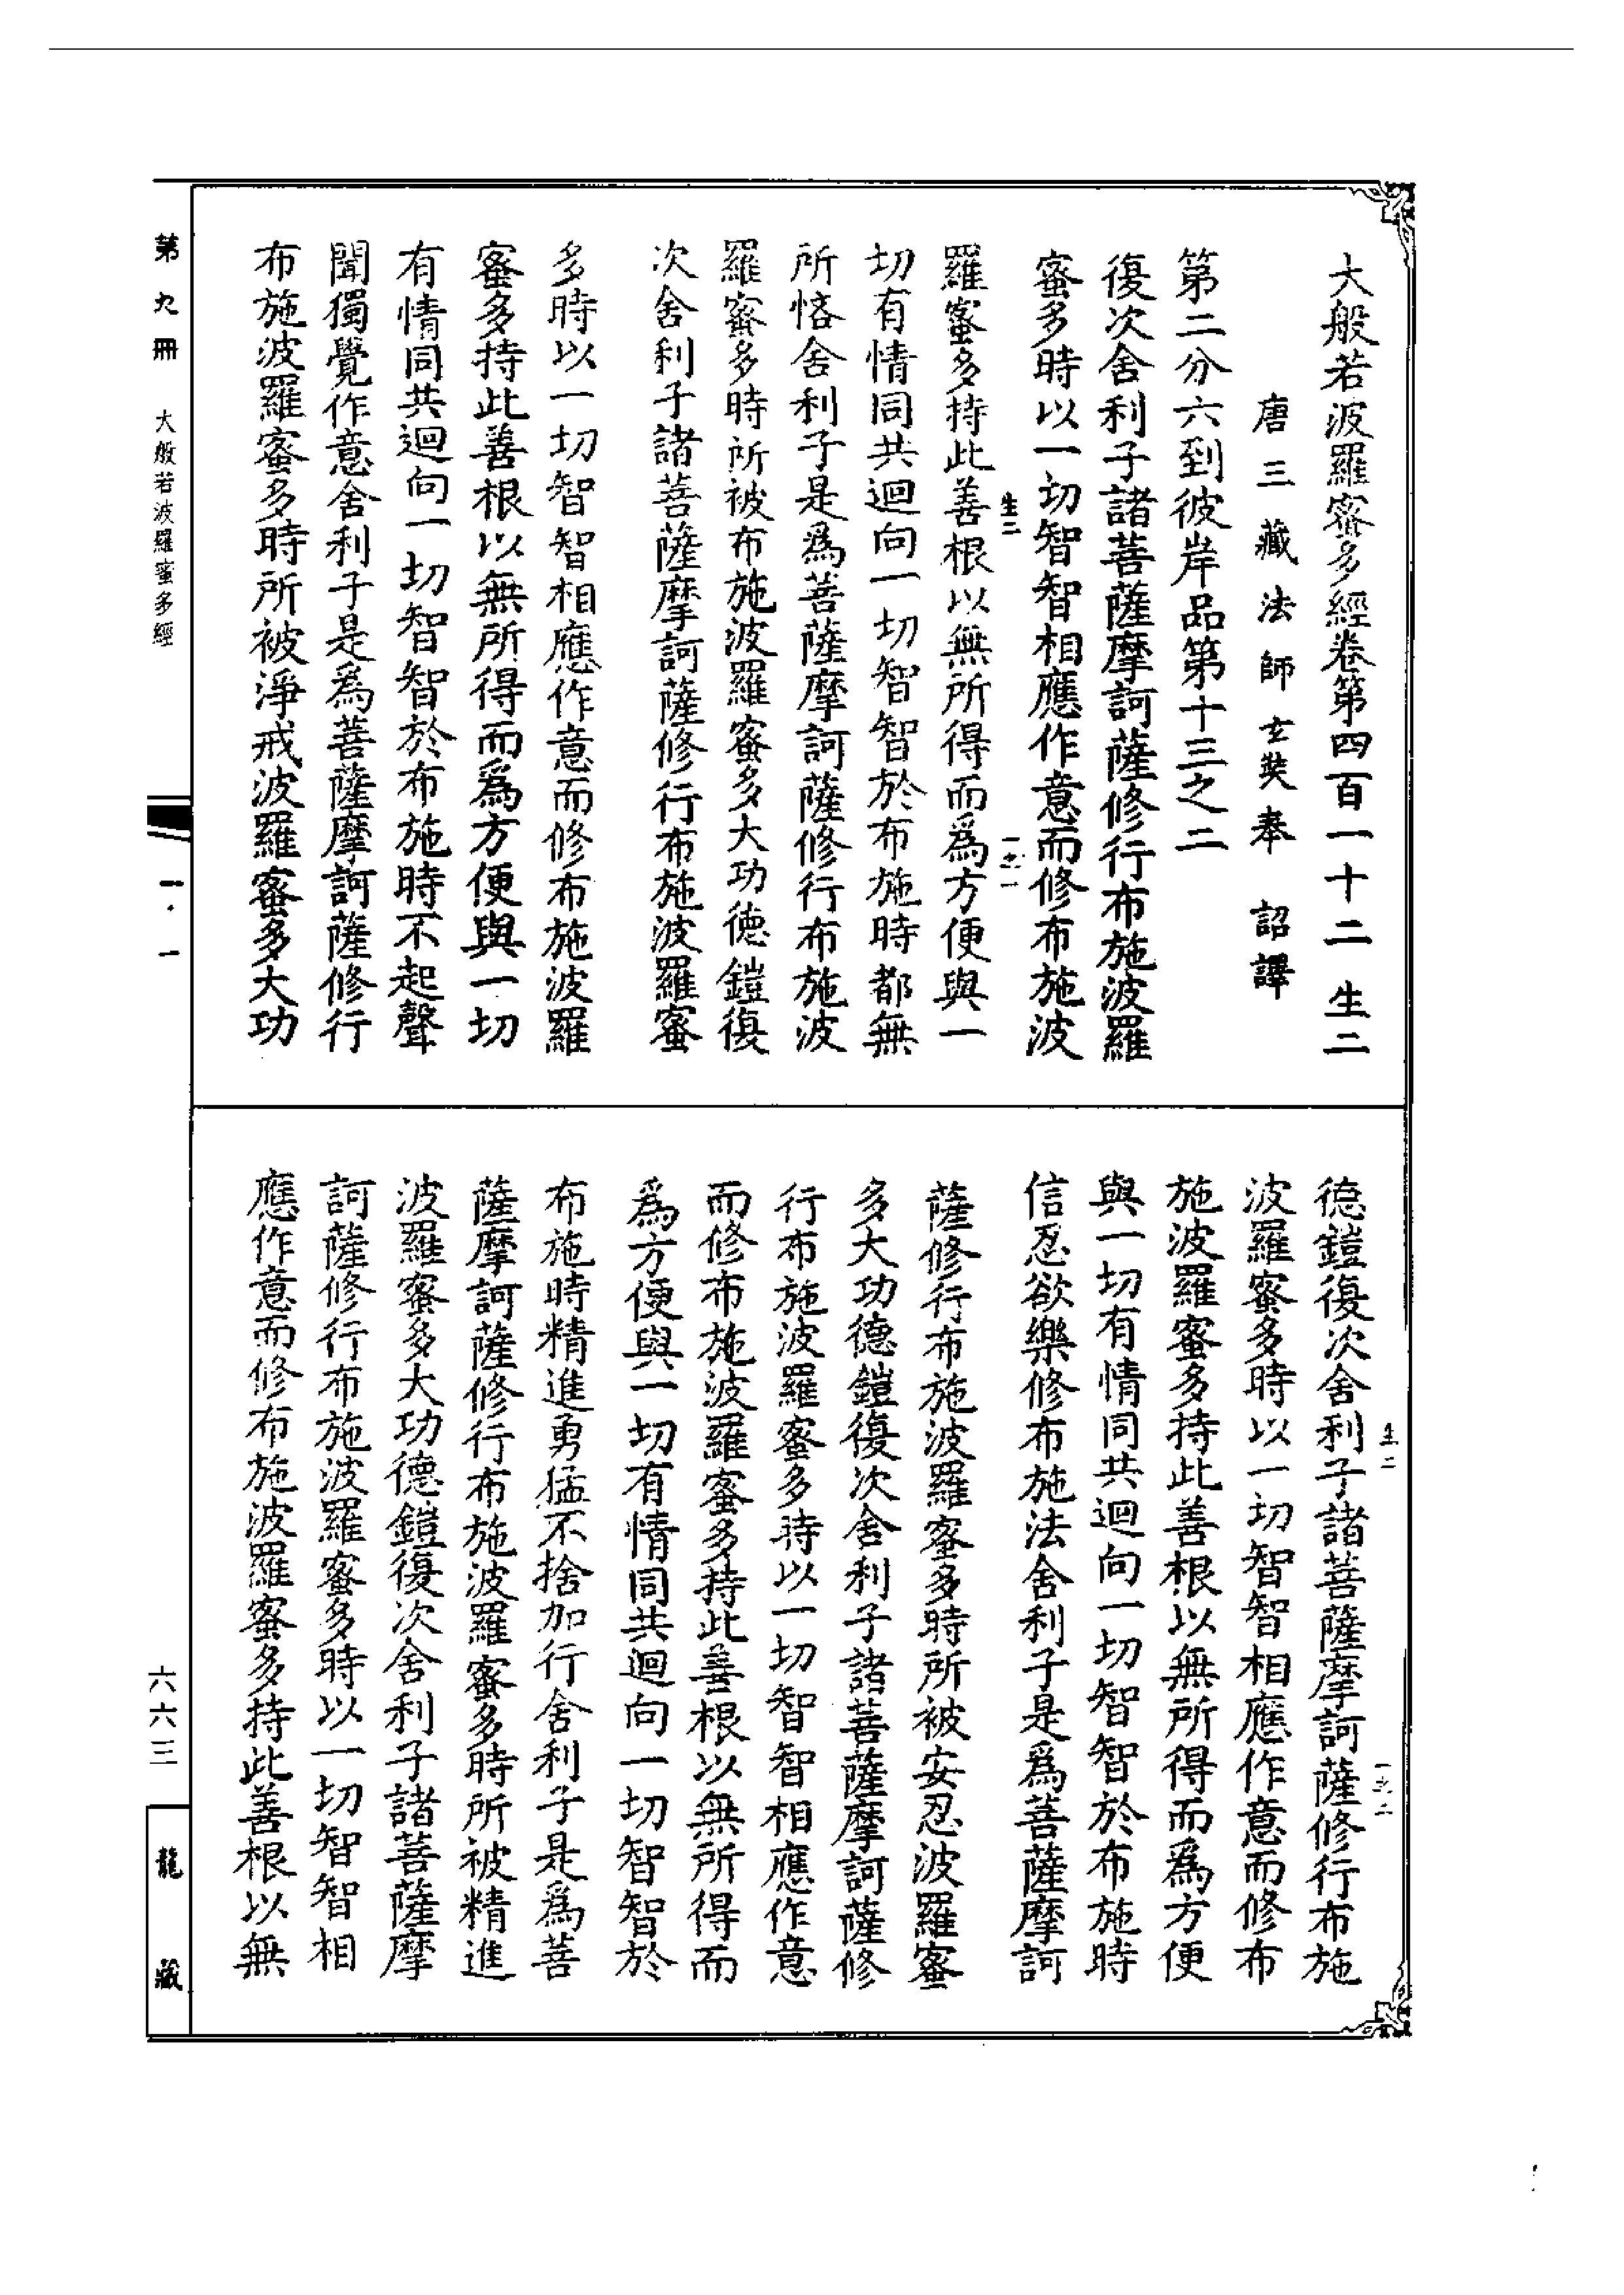 大般若波羅蜜多經卷第四百一十二 生二
唐三藏法師玄奘奉 詔譯
第二分六到彼岸品第十三之二
復次舍利子諸菩薩摩訶薩修行布施波羅
蜜多時以一切智智相應作意而修布施波
生二 一之一
羅蜜多持此善根以無所得而爲方便與一
切有情同共迴向一切智智於布施時都無
所悋舍利子是爲菩薩摩訶薩修行布施波
羅蜜多時所被布施波羅蜜多大功德鎧復
次舍利子諸菩薩摩訶薩修行布施波羅蜜
多時以一切智智相應作意而修布施波羅
蜜多持此善根以無所得而爲方便與一切
有情同共迴向一切智智於布施時不起聲
聞獨覺作意舍利子是爲菩薩摩訶薩修行
布施波羅蜜多時所被淨戒波羅蜜多大功
生二 一之二
德鎧復次舍利子諸菩薩摩訶薩修行布施
波羅蜜多時以一切智智相應作意而修布
施波羅蜜多持此善根以無所得而爲方便
與一切有情同共迴向一切智智於布施時
信忍欲樂修布施法舍利子是爲菩薩摩訶
薩修行布施波羅蜜多時所被安忍波羅蜜
多大功德鎧復次舍利子諸菩薩摩訶薩修
行布施波羅蜜多時以一切智智相應作意
而修布施波羅蜜多持此善根以無所得而
爲方便與一切有情同共迴向一切智智於
布施時精進勇猛不捨加行舍利子是爲菩
薩摩訶薩修行布施波羅蜜多時所被精進
波羅蜜多大功德鎧復次舍利子諸菩薩摩
訶薩修行布施波羅蜜多時以一切智智相
應作意而修布施波羅蜜多持此善根以無
第九冊 大般若波羅蜜多經 一·一
六六三
龍藏